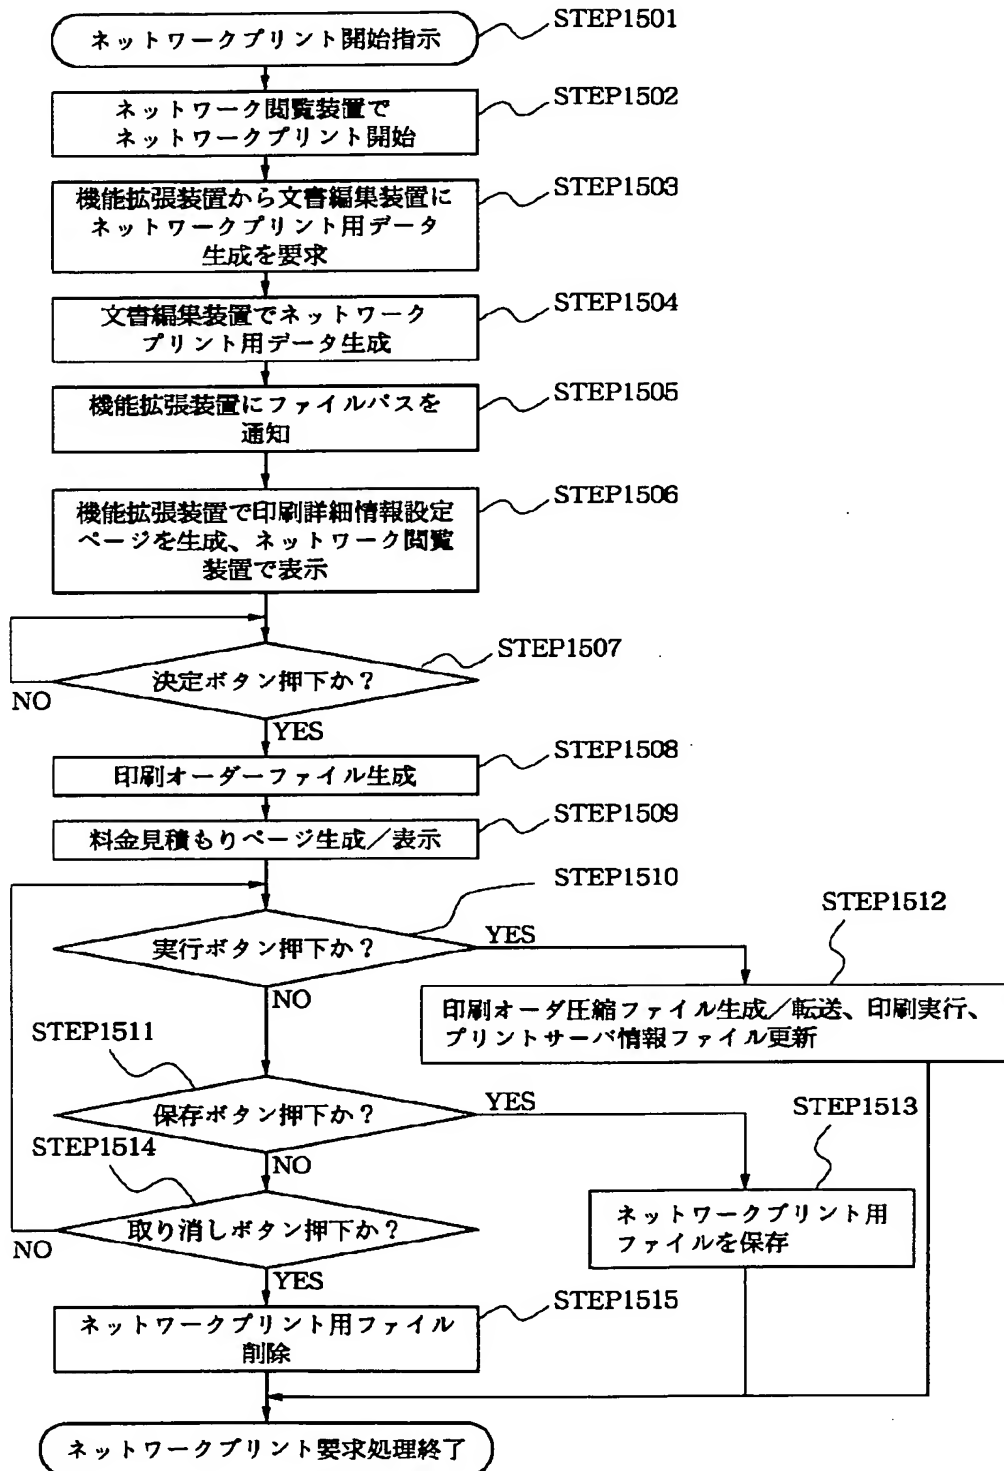 ネットワークプリント開始指示
STEP1501
ネットワーク閲覧装置で
ネットワークプリント開始
STEP1502
機能拡張装置から文書編集装置に
ネットワークプリント用データ
生成を要求
STEP1503
文書編集装置でネットワーク
プリント用データ生成
STEP1504
機能拡張装置にファイルパスを
通知
STEP1505
機能拡張装置で印刷詳細情報設定
ページを生成、ネットワーク閲覧
装置で表示
STEP1506
決定ボタン押下か？
STEP1507
NO
YES
印刷オーダーファイル生成
STEP1508
料金見積もりページ生成／表示
STEP1509
実行ボタン押下か？
STEP1510
YES
NO
STEP1512
印刷オーダ圧縮ファイル生成／転送、印刷実行、
プリントサーバ情報ファイル更新
STEP1511
保存ボタン押下か？
YES
NO
STEP1513
ネットワークプリント用
ファイルを保存
STEP1514
取り消しボタン押下か？
NO
YES
ネットワークプリント用ファイル
削除
STEP1515
ネットワークプリント要求処理終了